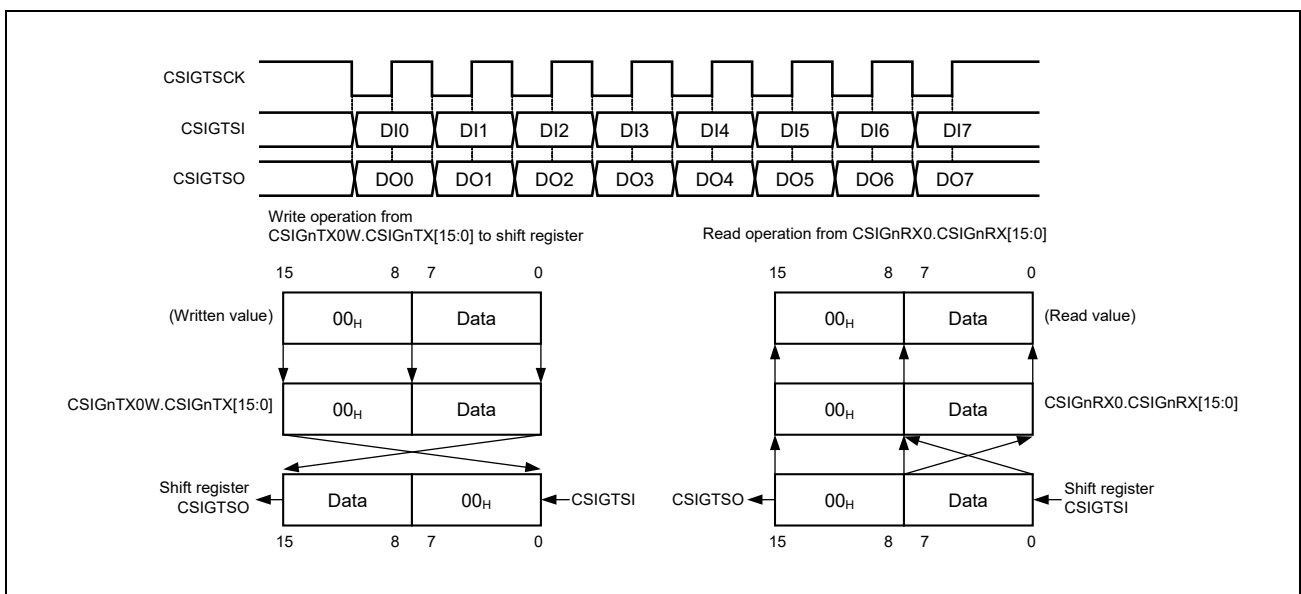 CSIGTSCK
CSIGTSI DI0 DI1 DI2 DI3 DI4 DI5 DI6 DI7
CSIGTSO DO0 DO1 DO2 DO3 DO4 DO5 DO6 DO7
Write operation from
CSIGnTX0W.CSIGnTX[15:0] to shift register
15 8 7 0
(Written value) 00H Data
CSIGnTX0W.CSIGnTX[15:0] 00H Data
Shift register
CSIGTSO Data 00H CSIGTSI
15 8 7 0
Read operation from CSIGnRX0.CSIGnRX[15:0]
15 8 7 0
00H Data (Read value)
00H Data CSIGnRX0.CSIGnRX[15:0]
CSIGTSO 00H Data Shift register
CSIGTSI
15 8 7 0